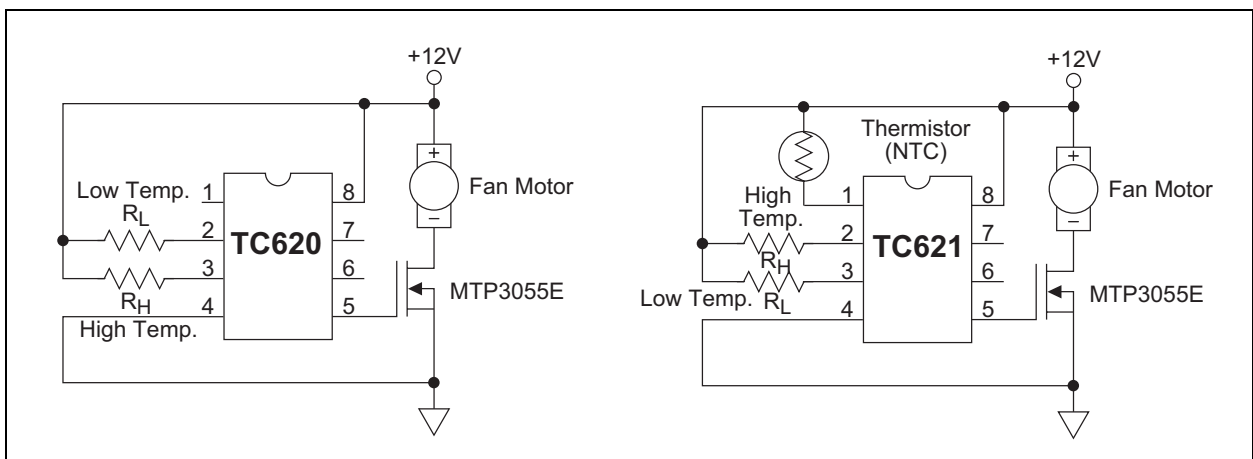 +12V
Fan Motor
Low Temp.
RL
RH
High Temp.
1
2
3
4
TC620
8
7
6
5
+
−
MTP3055E
+12V
Thermistor
(NTC)
Fan Motor
High
Temp.
RH
Low Temp.
RL
1
2
3
4
TC621
8
7
6
5
+
−
MTP3055E